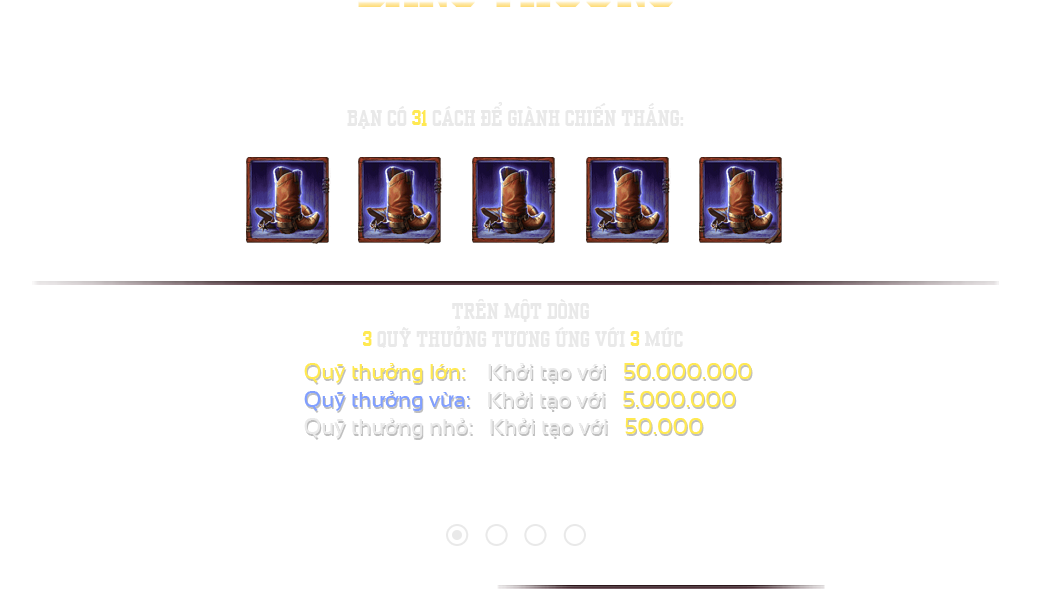 BẠN CÓ 31 CÁCH ĐỂ GIÀNH CHIẾN THẮNG:
TRÊN MỘT DÒNG
3 QUỸ THƯỞNG TƯƠNG ỨNG VỚI 3 MỨC
Quỹ thưởng lớn: Khởi tạo với 50.000.000
Quỹ thưởng vừa: Khởi tạo với 5.000.000
Quỹ thưởng nhỏ: Khởi tạo với 50.000